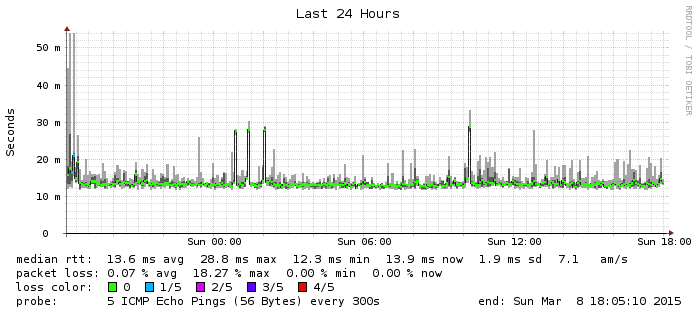 Last 24 Hours
RRDTOOL / TOBI OETIKER
Seconds
50 m
40 m
30 m
20 m
10 m
0
Sun 00:00 Sun 06:00 Sun 12:00 Sun 18:00
median rtt: 13.6 ms avg 28.8 ms max 12.3 ms min 13.9 ms now 1.9 ms sd 7.1 am/s
packet loss: 0.07 % avg 18.27 % max 0.00 % min 0.00 % now
loss color: 0 1/5 2/5 3/5 4/5
probe: 5 ICMP Echo Pings (56 Bytes) every 300s end: Sun Mar 8 18:05:10 2015